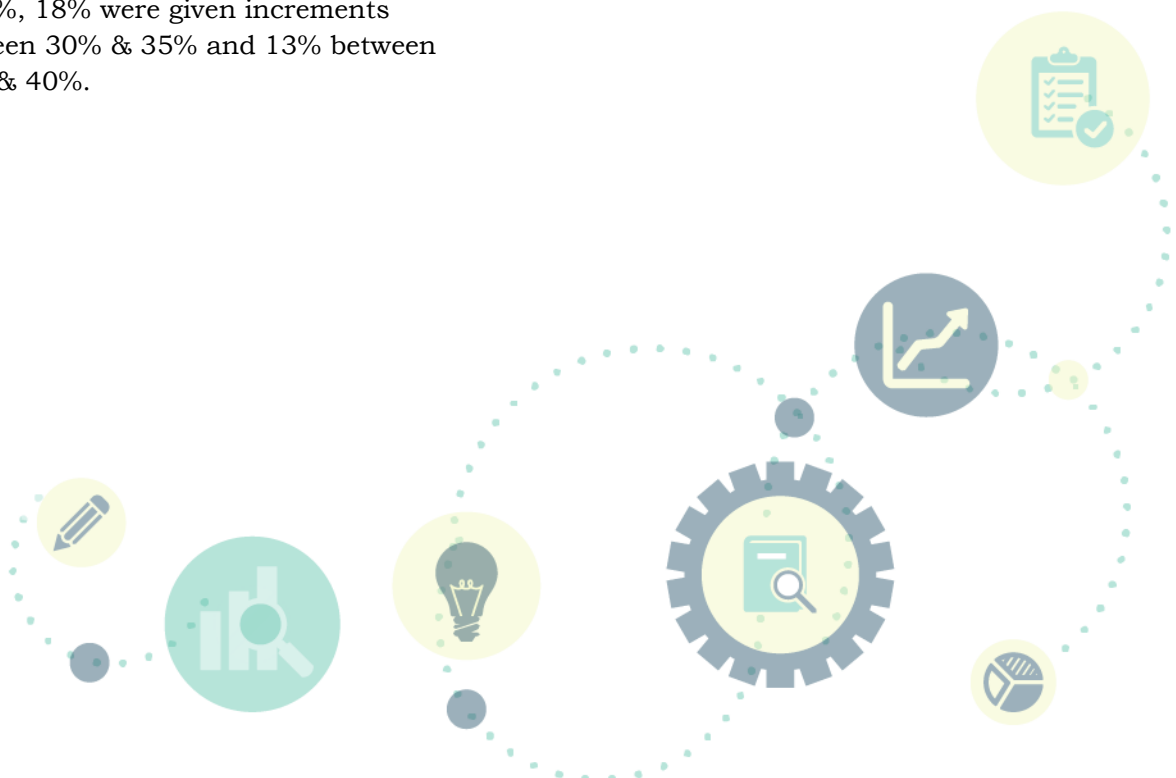 %, 18% were given increments
een 30% & 35% and 13% between
& 40%.